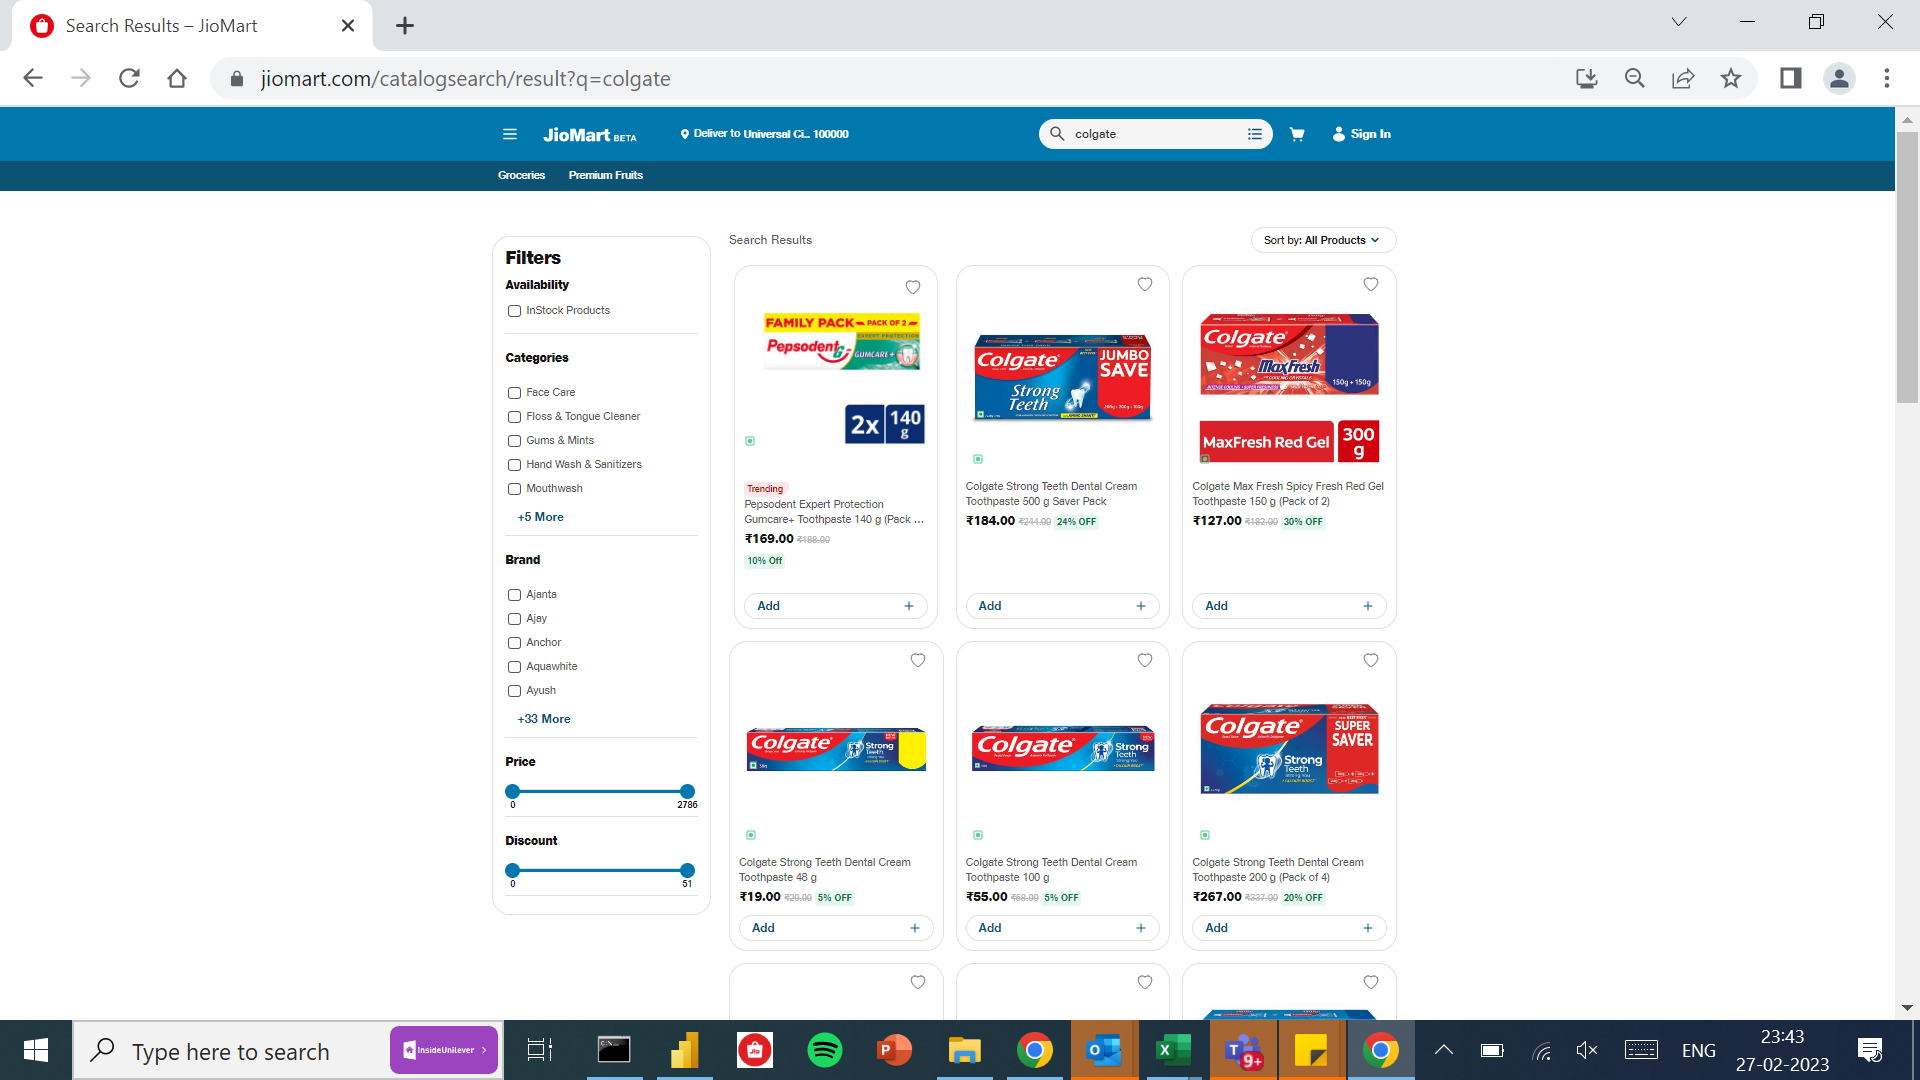 Search Results – JioMart
jiomart.com/catalogsearch/result?q=colgate
JioMart BETA
Deliver to Universal Ci.. 100000
colgate
Sign In
Groceries
Premium Fruits
Filters
Availability
InStock Products
Categories
Face Care
Floss & Tongue Cleaner
Gums & Mints
Hand Wash & Sanitizers
Mouthwash
+5 More
Brand
Ajanta
Ajay
Anchor
Aquawhite
Ayush
+33 More
Price
0
2786
Discount
0
51
Search Results
Sort by: All Products
FAMILY PACK PACK OF 2
EXPERT PROTECTION
Pepsodent G
GUMCARE+
2x 140 g
Trending
Pepsodent Expert Protection
Gumcare+ Toothpaste 140 g (Pack ...
₹169.00 ₹188.00
10% Off
Add +
Colgate
JUMBO
SAVE
Strong
Teeth
200g+200g+100g
Colgate Strong Teeth Dental Cream
Toothpaste 500 g Saver Pack
₹184.00 ₹244.00 24% OFF
Add +
Colgate
MaxFresh
150g + 150g
MaxFresh Red Gel
300 g
Colgate Max Fresh Spicy Fresh Red Gel
Toothpaste 150 g (Pack of 2)
₹127.00 ₹182.00 30% OFF
Add +
Colgate
Strong
Teeth
Colgate Strong Teeth Dental Cream
Toothpaste 48 g
₹19.00 ₹20.00 5% OFF
Add +
Colgate
Strong
Teeth
Colgate Strong Teeth Dental Cream
Toothpaste 100 g
₹55.00 ₹58.00 5% OFF
Add +
Colgate
SUPER
SAVER
Strong
Teeth
Colgate Strong Teeth Dental Cream
Toothpaste 200 g (Pack of 4)
₹267.00 ₹337.00 20% OFF
Add +
Type here to search
InsideUnilever
Jio
9+
ENG
23:43
27-02-2023